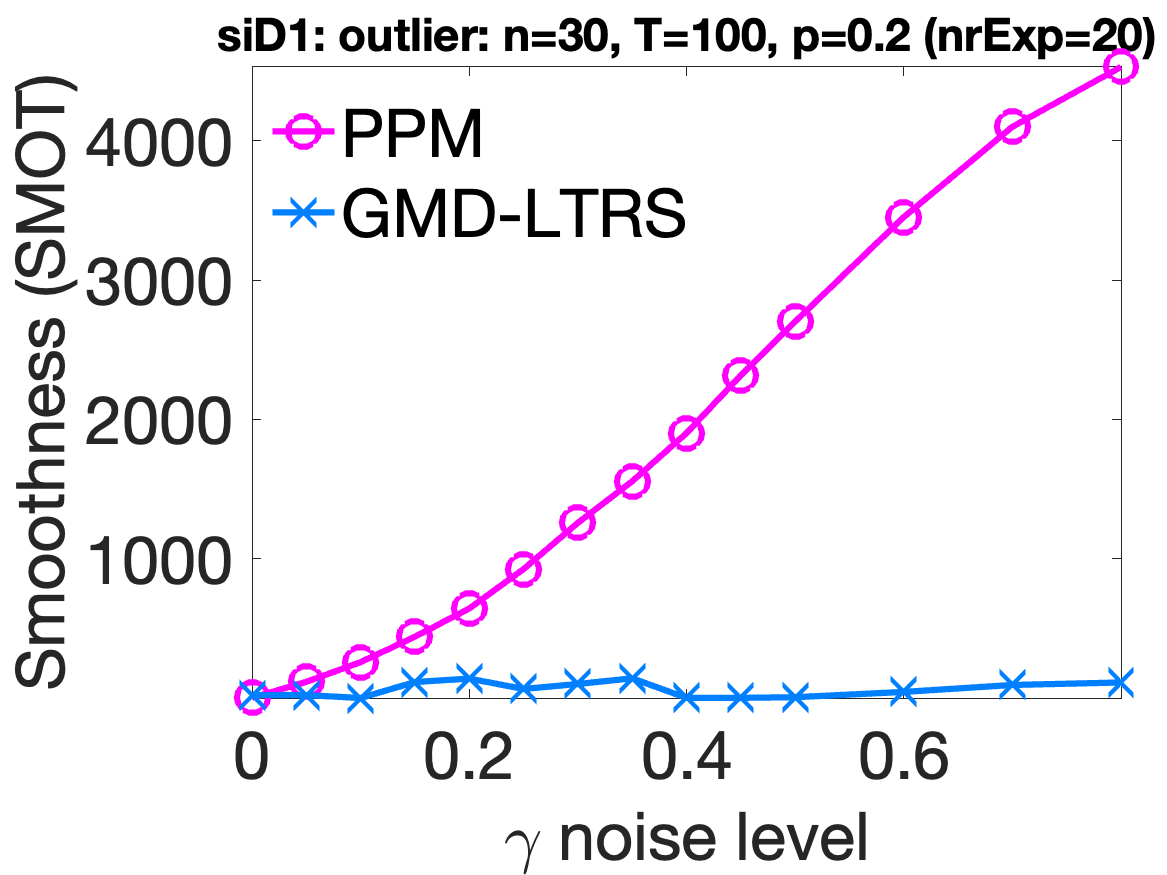 siD1: outlier: n=30, T=100, p=0.2 (nrExp=20)
PPM
GMD-LTRS
Smoothness (SMOT)
4000
3000
2000
1000
0 0.2 0.4 0.6
γ noise level